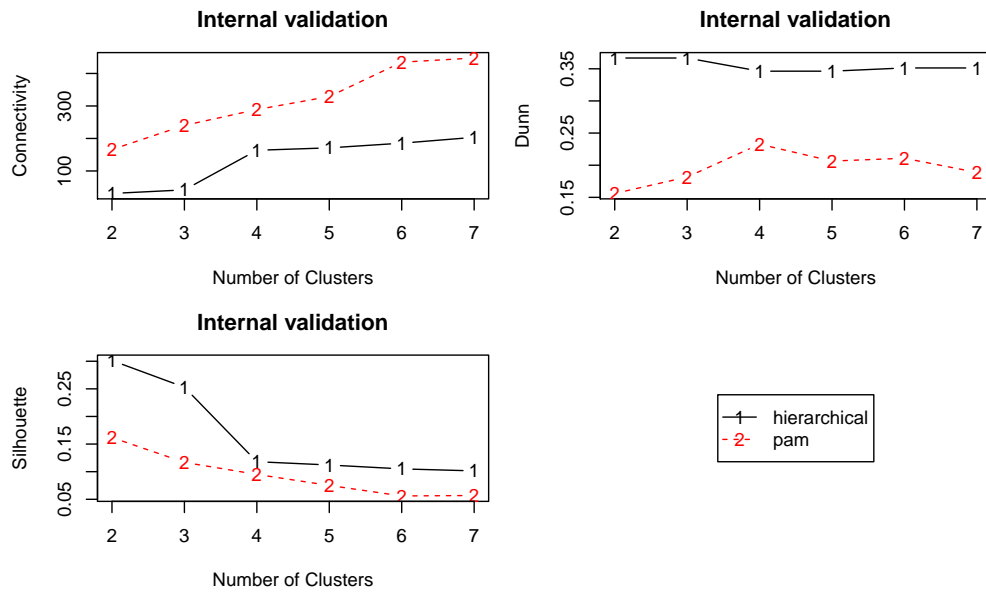 Internal validation
Connectivity
100 300
2 3 4 5 6 7
Number of Clusters
1 1 1 1 1 1
2 2 2 2 2 2
Internal validation
Dunn
0.15 0.25 0.35
2 3 4 5 6 7
Number of Clusters
1 1 1 1 1 1
2 2 2 2 2 2
Internal validation
Silhouette
0.05 0.15 0.25
2 3 4 5 6 7
Number of Clusters
1 1 1 1 1 1
2 2 2 2 2 2
1 hierarchical
2 pam